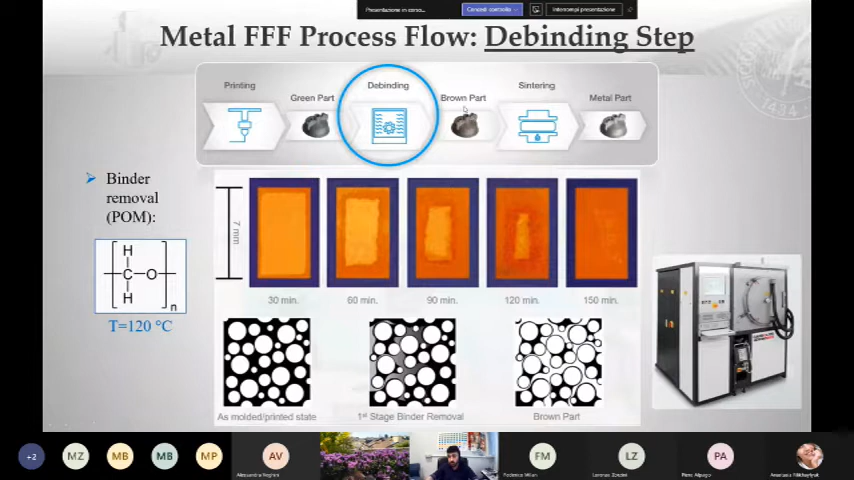 Presentazione in corso...
Concedi controllo
Interrompi presentazione
Metal FFF Process Flow: Debinding Step
Printing
Green Part
Debinding
Brown Part
Sintering
Metal Part
Binder
removal
(POM):
H
C
O
H
n
T=120 °C
7 mm
30 min.
60 min.
90 min.
120 min.
150 min.
As molded/printed state
1st Stage Binder Removal
Brown Part
+2
MZ
MB
MB
MP
AV
FM
LZ
PA